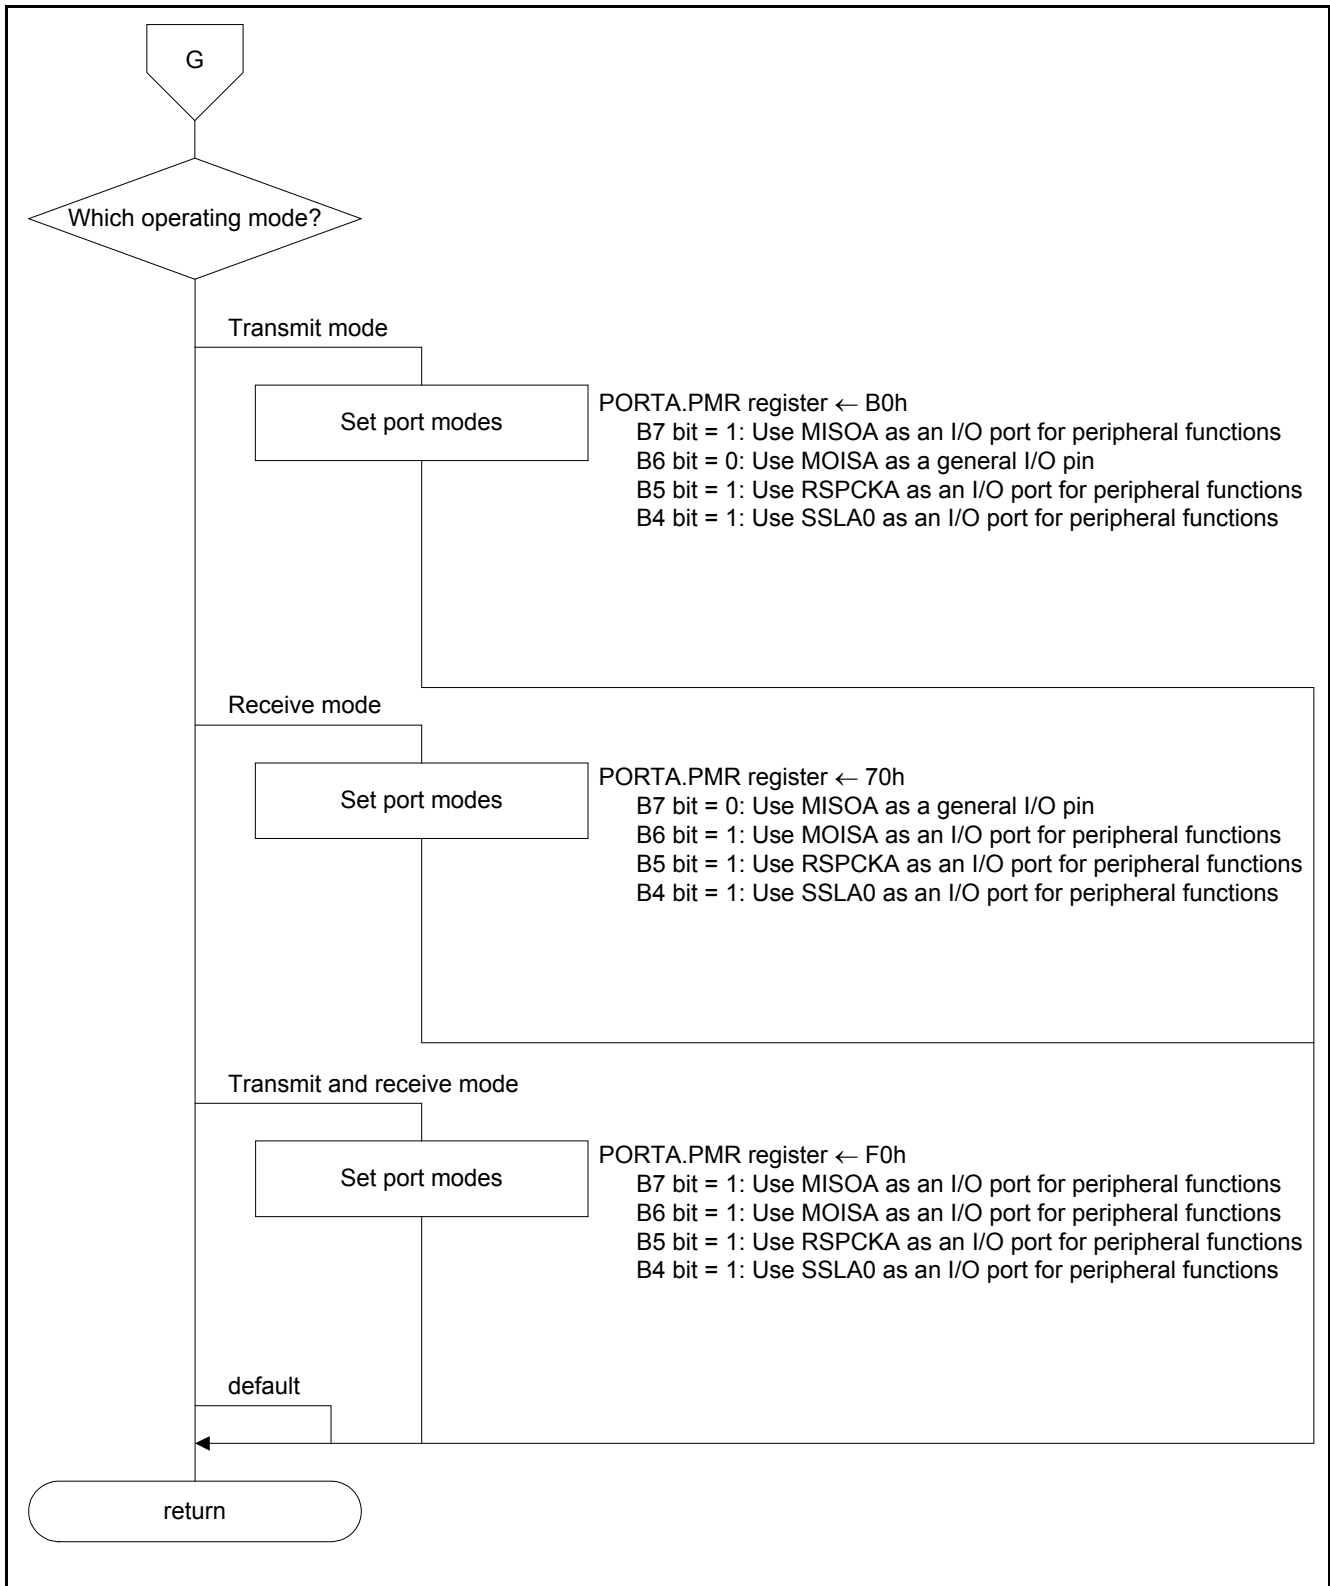 G
Which operating mode?
Transmit mode
Set port modes
PORTA.PMR register ← B0h
B7 bit = 1: Use MISOA as an I/O port for peripheral functions
B6 bit = 0: Use MOISA as a general I/O pin
B5 bit = 1: Use RSPCKA as an I/O port for peripheral functions
B4 bit = 1: Use SSLA0 as an I/O port for peripheral functions
Receive mode
Set port modes
PORTA.PMR register ← 70h
B7 bit = 0: Use MISOA as a general I/O pin
B6 bit = 1: Use MOISA as an I/O port for peripheral functions
B5 bit = 1: Use RSPCKA as an I/O port for peripheral functions
B4 bit = 1: Use SSLA0 as an I/O port for peripheral functions
Transmit and receive mode
Set port modes
PORTA.PMR register ← F0h
B7 bit = 1: Use MISOA as an I/O port for peripheral functions
B6 bit = 1: Use MOISA as an I/O port for peripheral functions
B5 bit = 1: Use RSPCKA as an I/O port for peripheral functions
B4 bit = 1: Use SSLA0 as an I/O port for peripheral functions
default
return